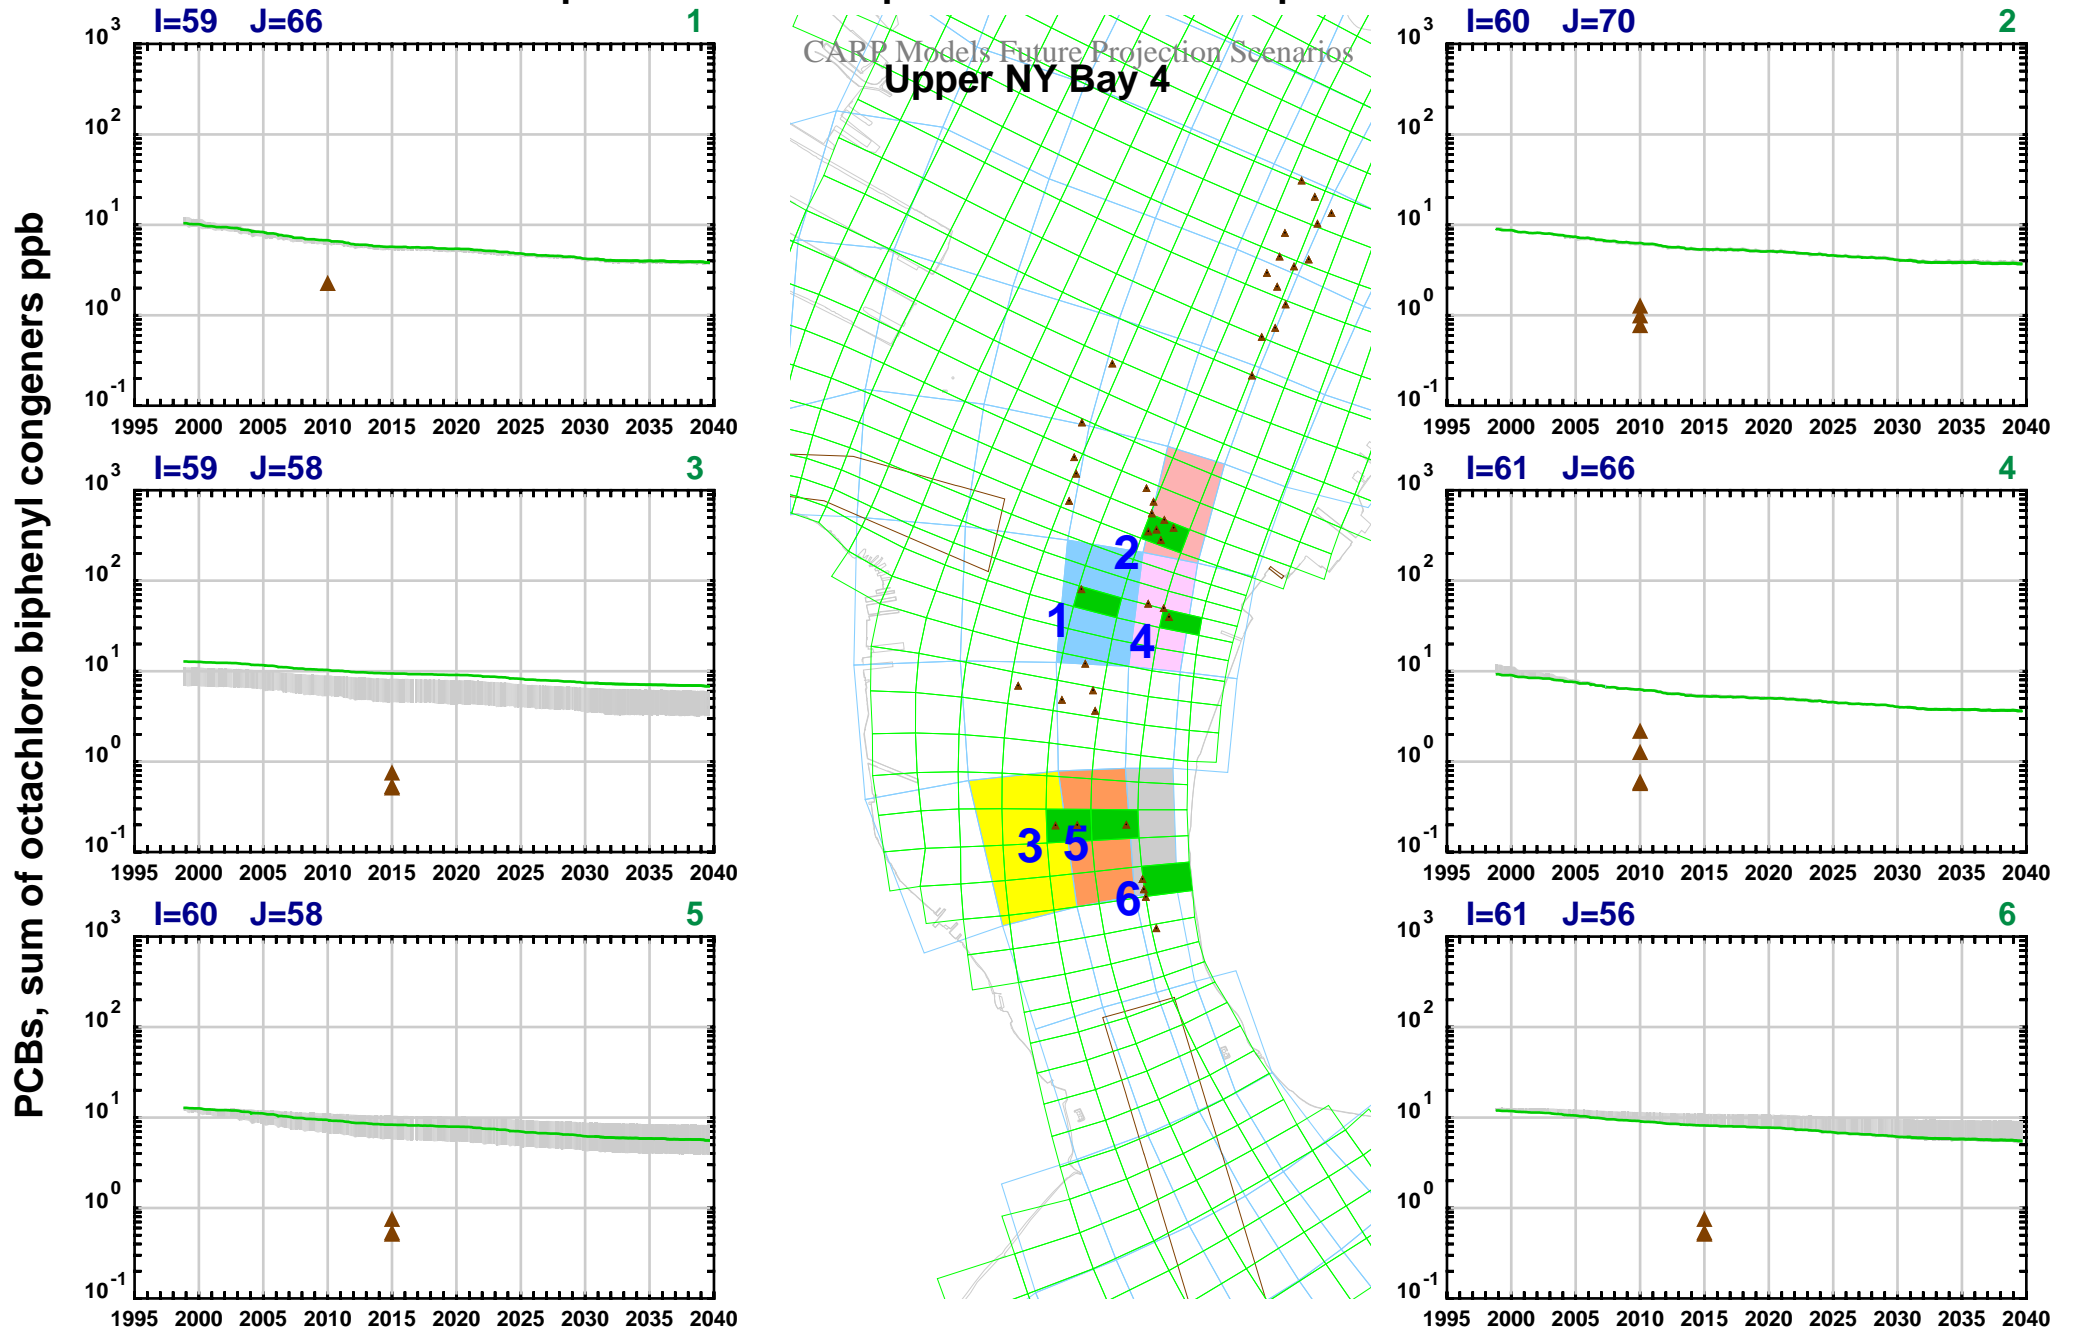 CARP Models Future Projection Scenarios
Upper NY Bay 4
PCBs, sum of octachloro biphenyl congeners ppb
I=59 J=66 1
10^3
10^2
10^1
10^0
10^-1
1995 2000 2005 2010 2015 2020 2025 2030 2035 2040
I=60 J=70 2
10^3
10^2
10^1
10^0
10^-1
1995 2000 2005 2010 2015 2020 2025 2030 2035 2040
I=59 J=58 3
10^3
10^2
10^1
10^0
10^-1
1995 2000 2005 2010 2015 2020 2025 2030 2035 2040
I=61 J=66 4
10^3
10^2
10^1
10^0
10^-1
1995 2000 2005 2010 2015 2020 2025 2030 2035 2040
I=60 J=58 5
10^3
10^2
10^1
10^0
10^-1
1995 2000 2005 2010 2015 2020 2025 2030 2035 2040
I=61 J=56 6
10^3
10^2
10^1
10^0
10^-1
1995 2000 2005 2010 2015 2020 2025 2030 2035 2040
2
1
4
3 5
6